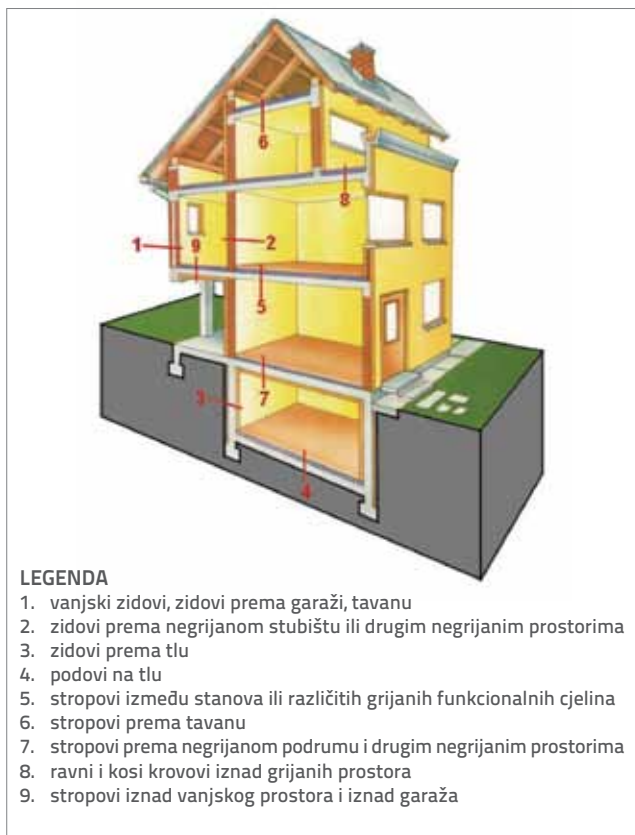 6
8
1
9
2
5
3
7
4
LEGENDA
1. vanjski zidovi, zidovi prema garaži, tavanu
2. zidovi prema negrijanom stubištu ili drugim negrijanim prostorima
3. zidovi prema tlu
4. podovi na tlu
5. stropovi između stanova ili različitih grijanih funkcionalnih cjelina
6. stropovi prema tavanu
7. stropovi prema negrijanom podrumu i drugim negrijanim prostorima
8. ravni i kosi krovovi iznad grijanih prostora
9. stropovi iznad vanjskog prostora i iznad garaža